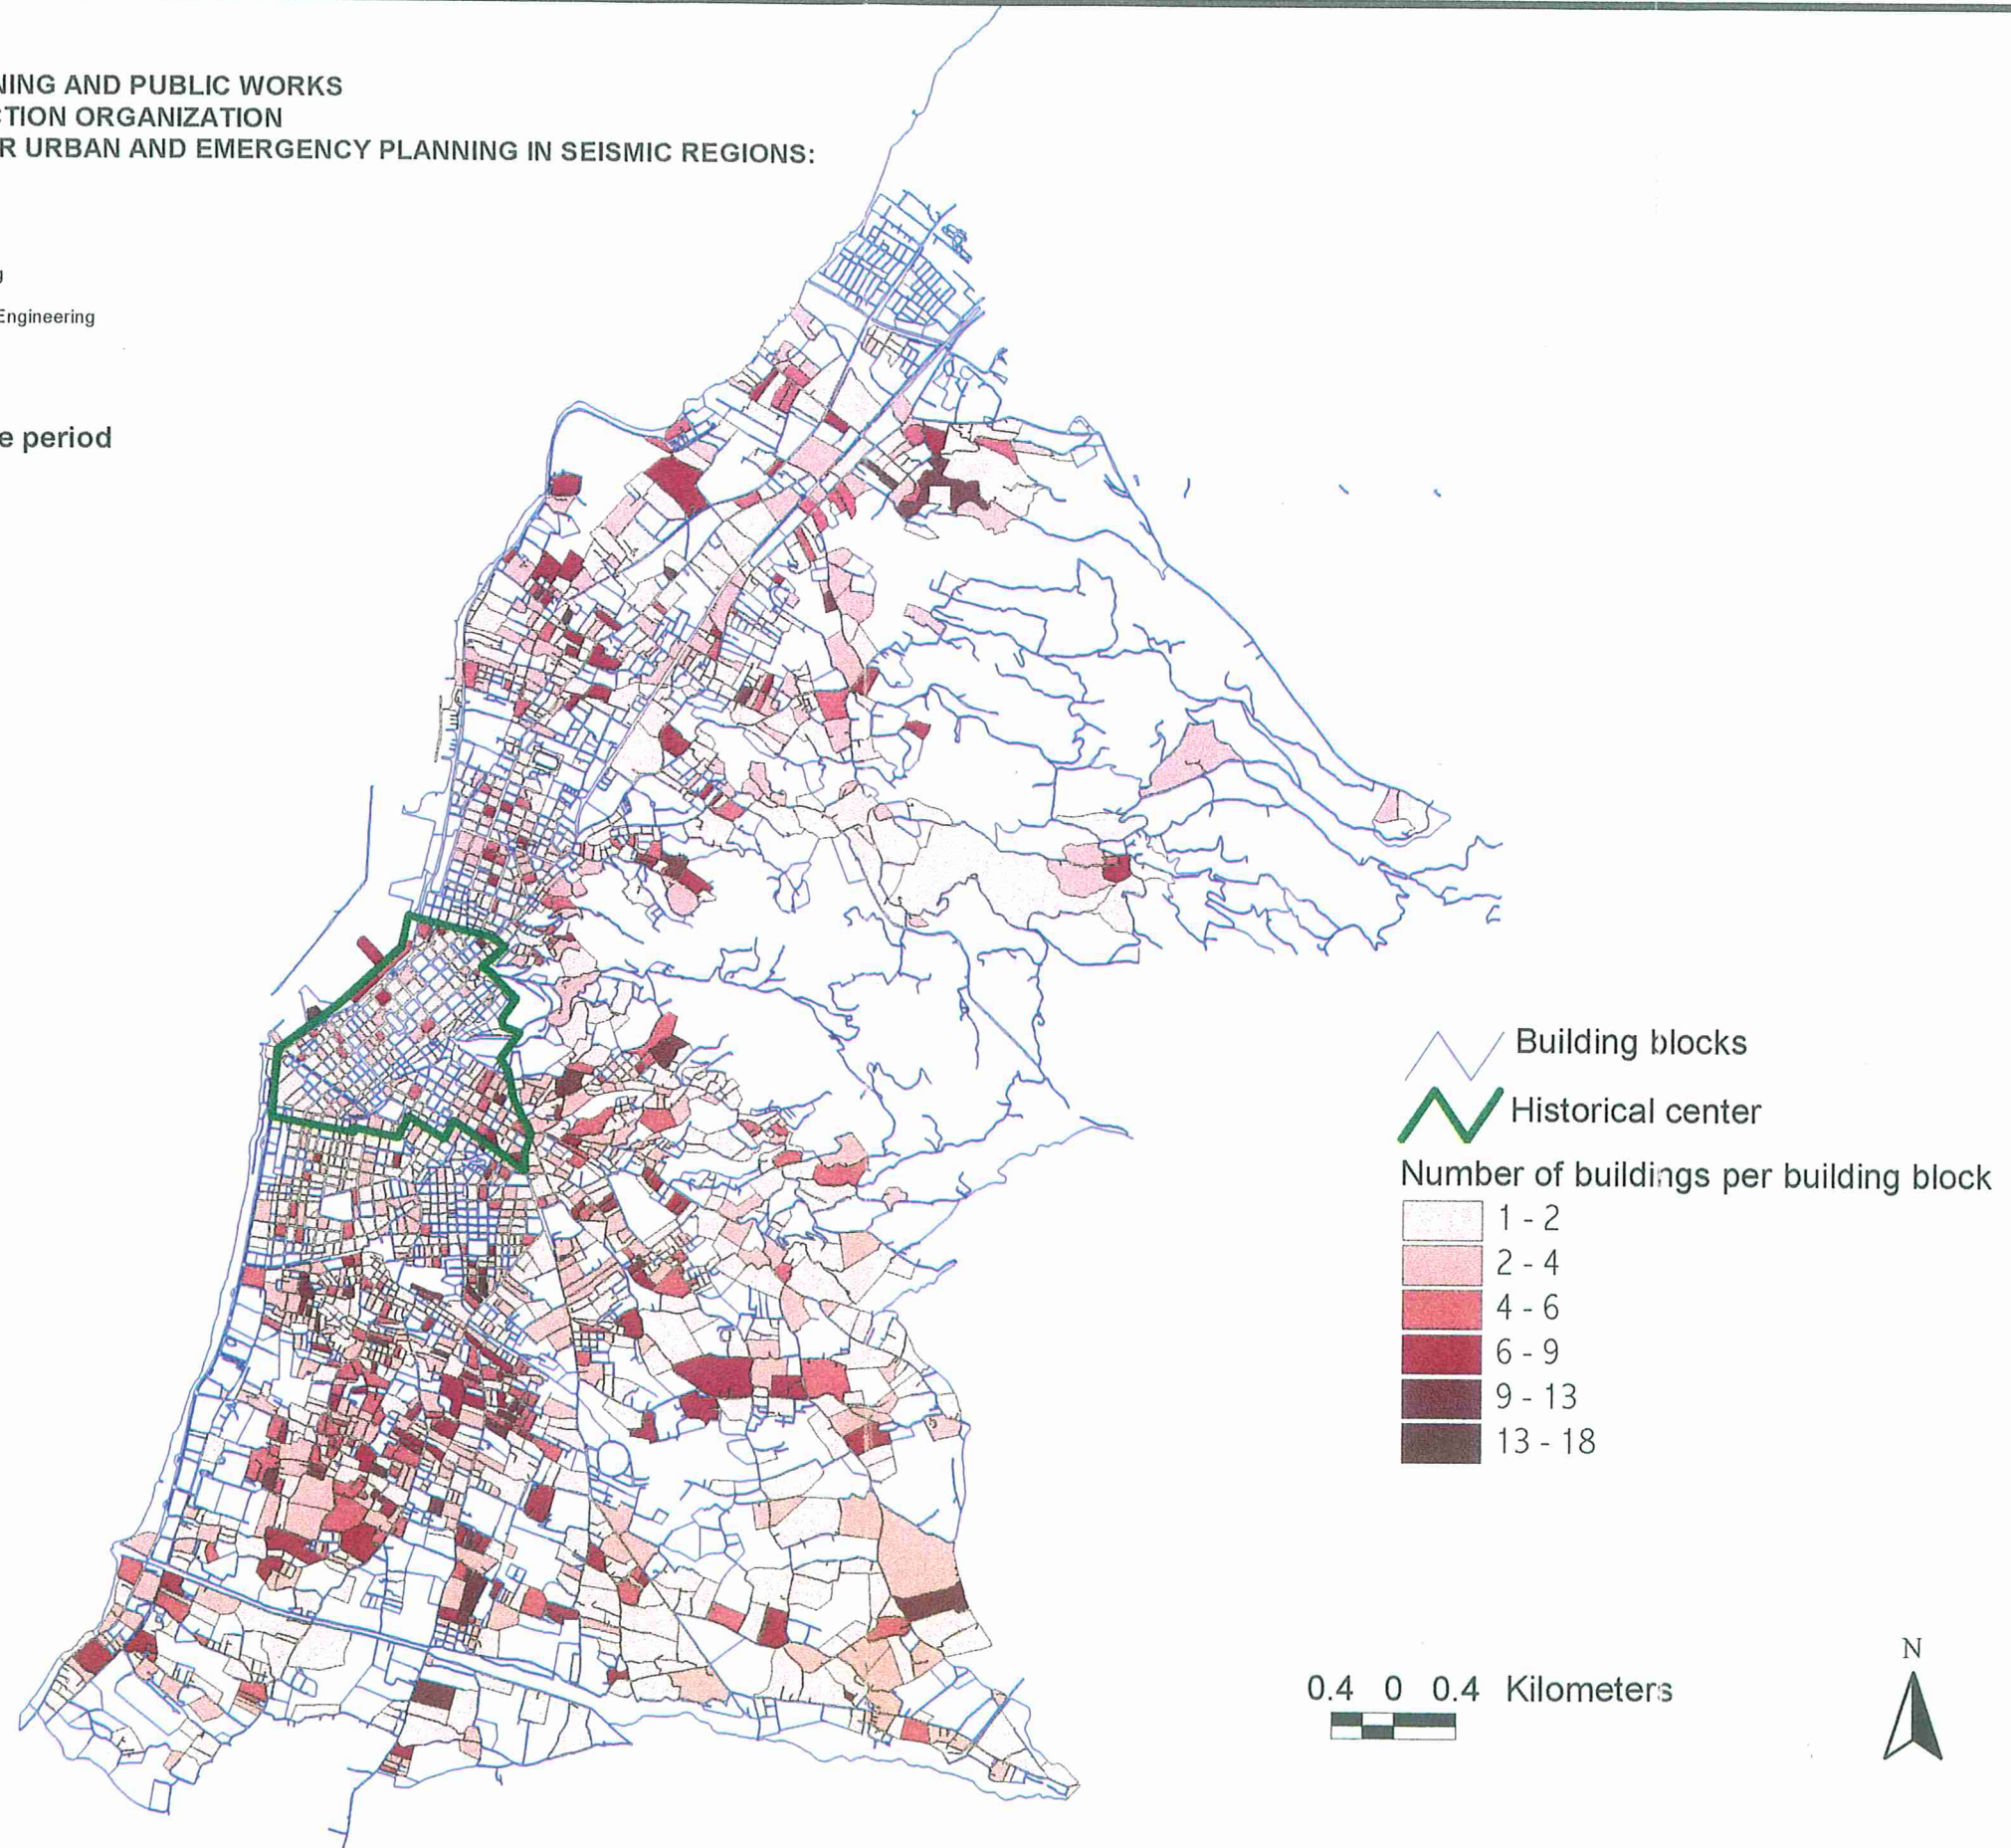 NING AND PUBLIC WORKS
CTION ORGANIZATION
R URBAN AND EMERGENCY PLANNING IN SEISMIC REGIONS:
g
Engineering
e period
Building blocks
Historical center
Number of buildings per building block
1 - 2
2 - 4
4 - 6
6 - 9
9 - 13
13 - 18
0.4 0 0.4 Kilometers
N